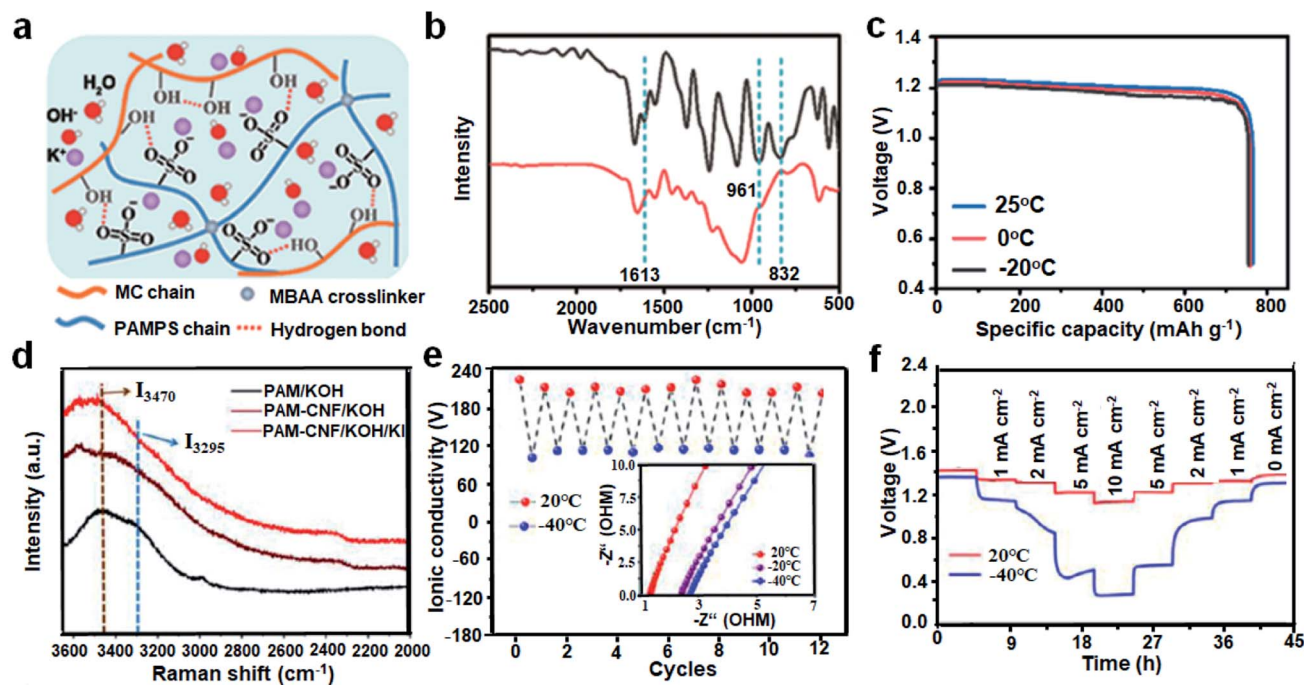 a
H₂O
OH⁻
K⁺
OH
OH
OH
OH
OH
OH
HO
OH
O⁻
O⁻
O⁻
O⁻
MC chain
MBAA crosslinker
PAMPS chain
Hydrogen bond
b
Intensity
961
1613
832
2500 2000 1500 1000 500
Wavenumber (cm⁻¹)
c
Voltage (V)
1.4
1.2
1.0
0.8
0.6
0.4
25°C
0°C
-20°C
0 200 400 600 800
Specific capacity (mAh g⁻¹)
d
Intensity (a.u.)
I₃₄₇₀
I₃₂₉₅
PAM/KOH
PAM-CNF/KOH
PAM-CNF/KOH/KI
3600 3400 3200 3000 2800 2600 2400 2200 2000
Raman shift (cm⁻¹)
e
Ionic conductivity (V)
240
180
120
60
0
-60
-120
-180
20°C
-40°C
-Z“ (OHM)
10.0
7.5
5.0
2.5
0.0
20°C
-20°C
-40°C
1 3 5 7
-Z“ (OHM)
0 2 4 6 8 10 12
Cycles
f
Voltage (V)
2.4
2.0
1.6
1.2
0.8
0.4
0.0
1 mA cm⁻²
2 mA cm⁻²
5 mA cm⁻²
10 mA cm⁻²
5 mA cm⁻²
2 mA cm⁻²
1 mA cm⁻²
0 mA cm⁻²
20°C
-40°C
0 9 18 27 36 45
Time (h)